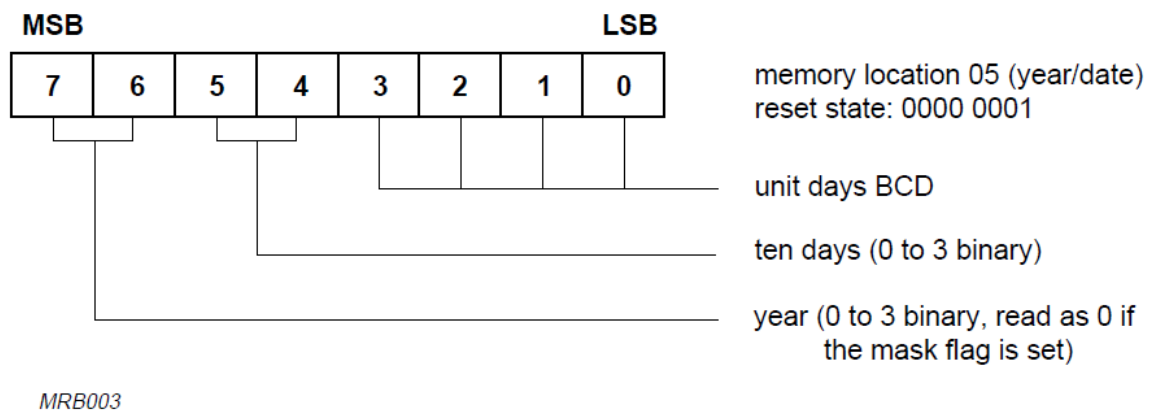 MSB LSB
7 6 5 4 3 2 1 0
memory location 05 (year/date)
reset state: 0000 0001
unit days BCD
ten days (0 to 3 binary)
year (0 to 3 binary, read as 0 if
the mask flag is set)
MRB003